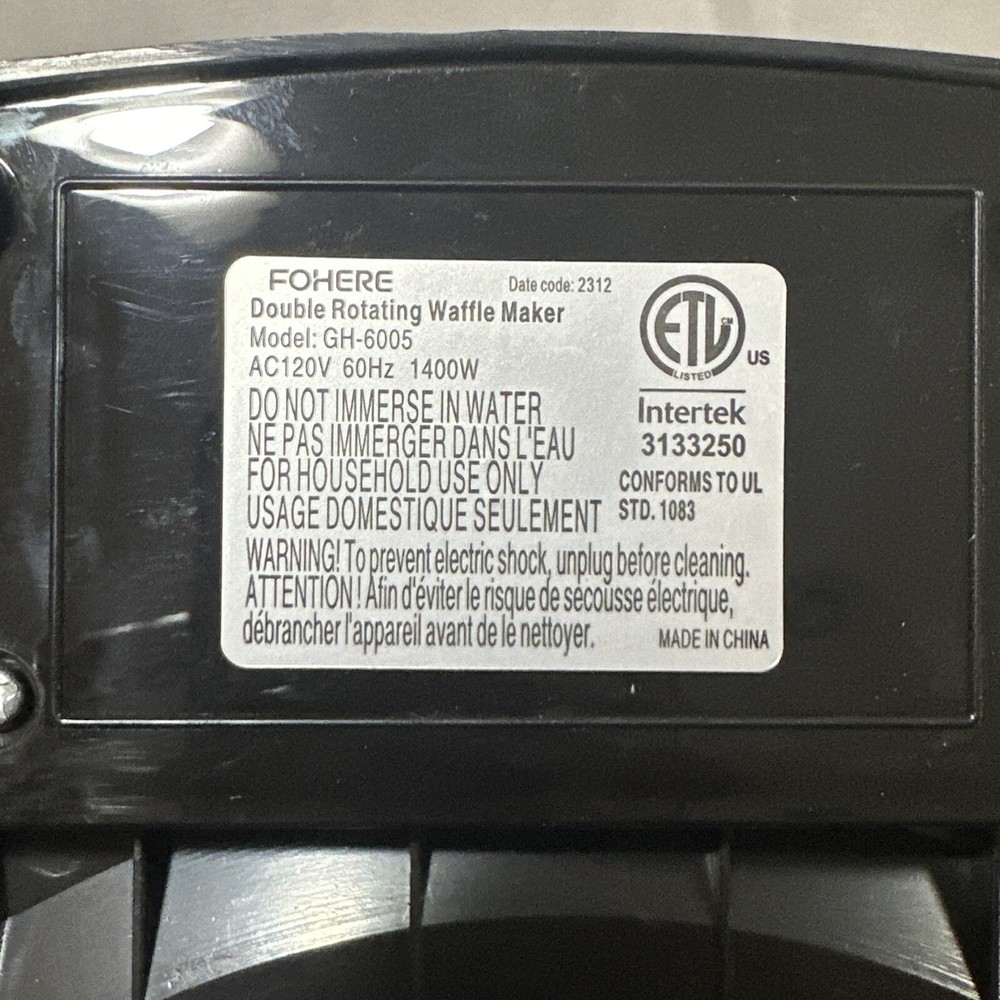 FOHERE
Date code: 2312
Double Rotating Waffle Maker
Model: GH-6005
AC120V 60Hz 1400W
DO NOT IMMERSE IN WATER
NE PAS IMMERGER DANS L'EAU
FOR HOUSEHOLD USE ONLY
USAGE DOMESTIQUE SEULEMENT
ETL CM
LISTED
US
Intertek
3133250
CONFORMS TO UL
STD. 1083
WARNING! To prevent electric shock, unplug before cleaning.
ATTENTION! Afin d'éviter le risque de secousse électrique,
débrancher l'appareil avant de le nettoyer.
MADE IN CHINA